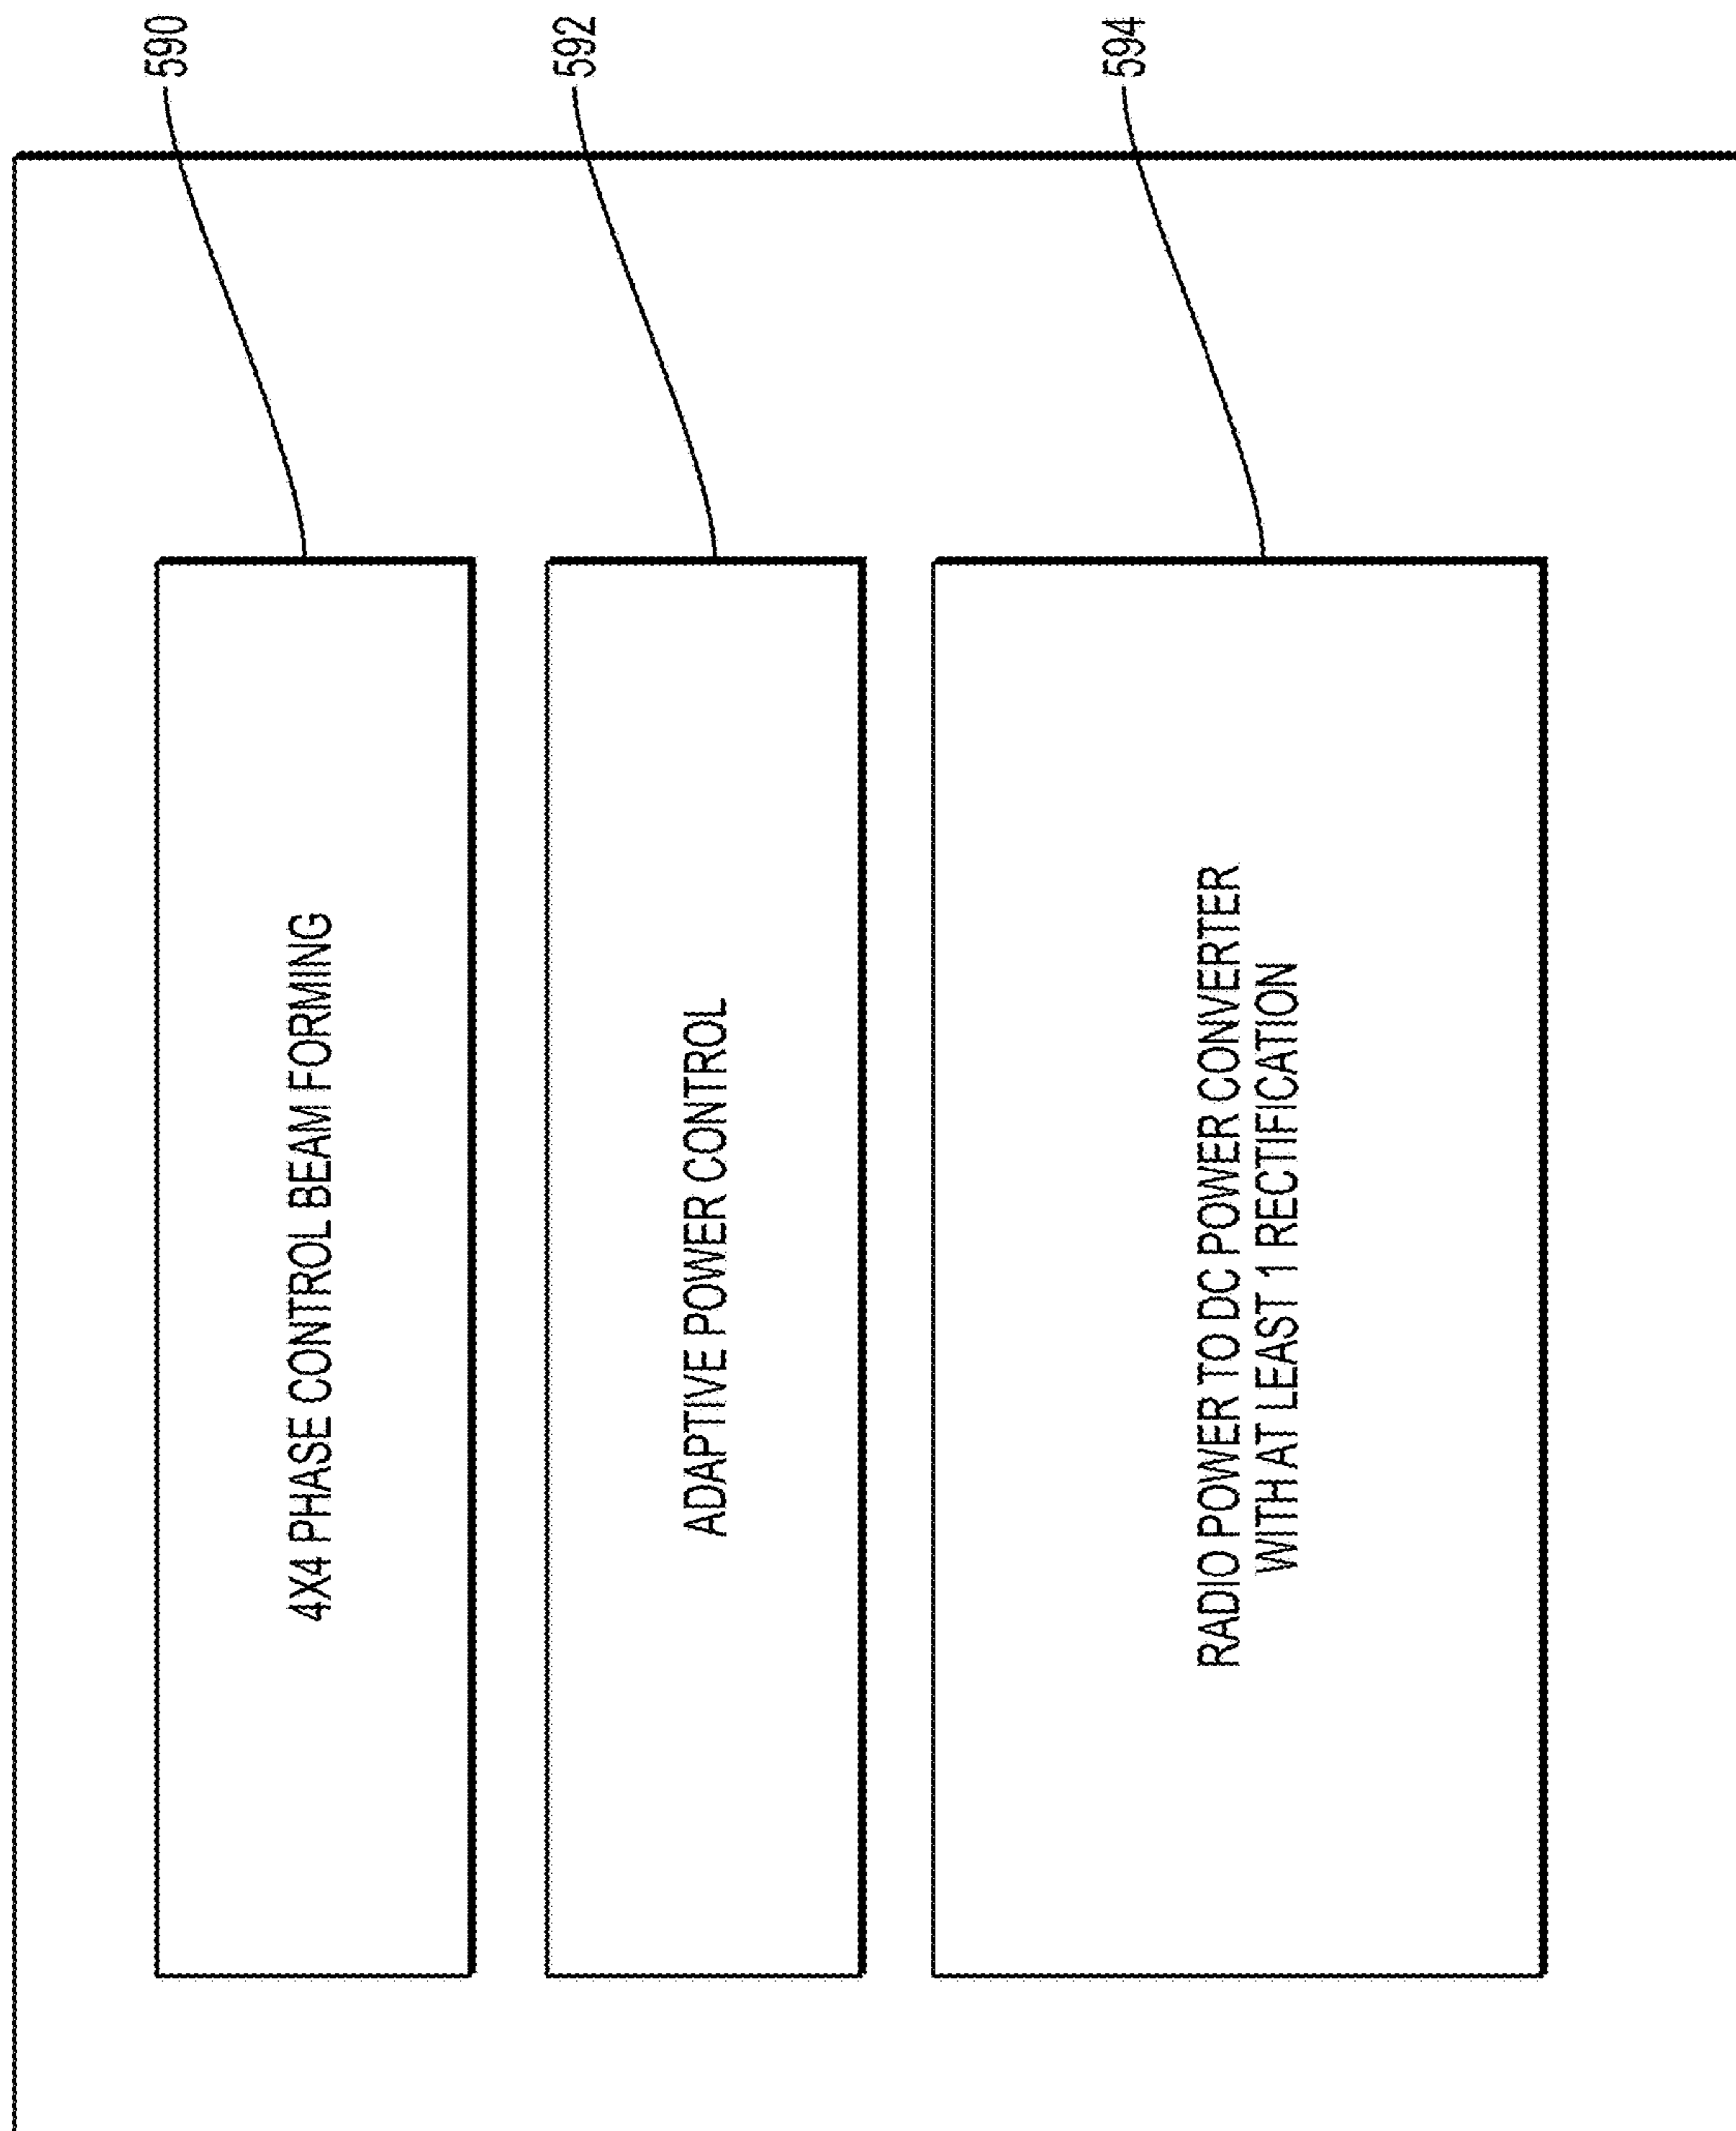 590
4X4 PHASE CONTROL BEAM FORMING
592
ADAPTIVE POWER CONTROL
594
RADIO POWER TO DC POWER CONVERTER
WITH AT LEAST 1 RECTIFICATION